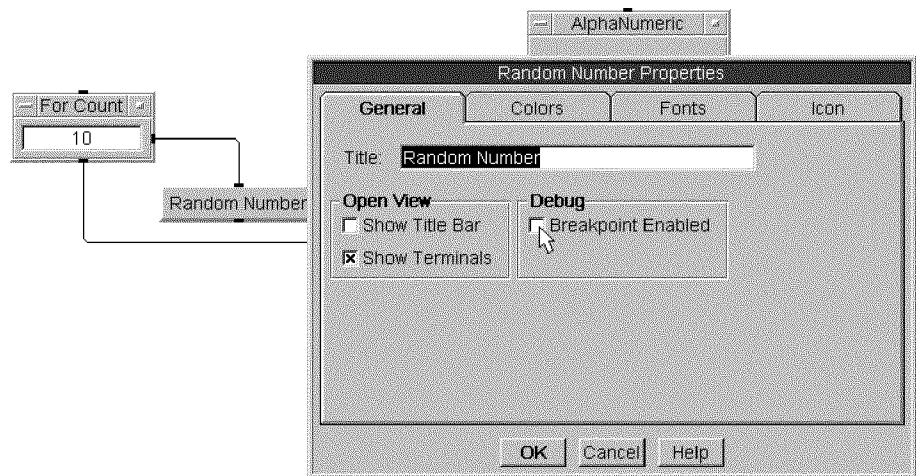 AlphaNumeric
Random Number Properties
For Count
10
Random Number
General
Colors
Fonts
Icon
Title: Random Number
Open View
Show Title Bar
Show Terminals
Debug
Breakpoint Enabled
OK
Cancel
Help